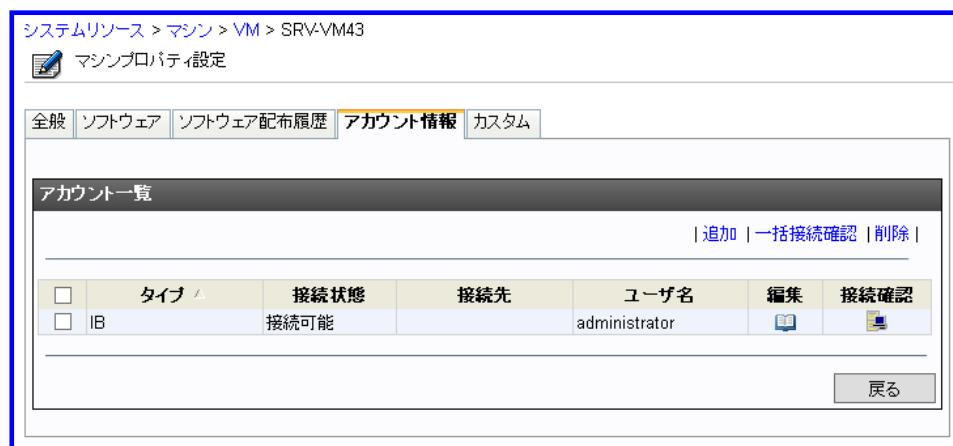 システムリソース > マシン > VM > SRV-VM43
マシンプロパティ設定
全般 ソフトウェア ソフトウェア配布履歴 アカウント情報 カスタム
アカウント一覧
| 追加 | 一括接続確認 | 削除 |
タイプ 接続状態 接続先 ユーザ名 編集 接続確認
IB 接続可能 administrator
戻る